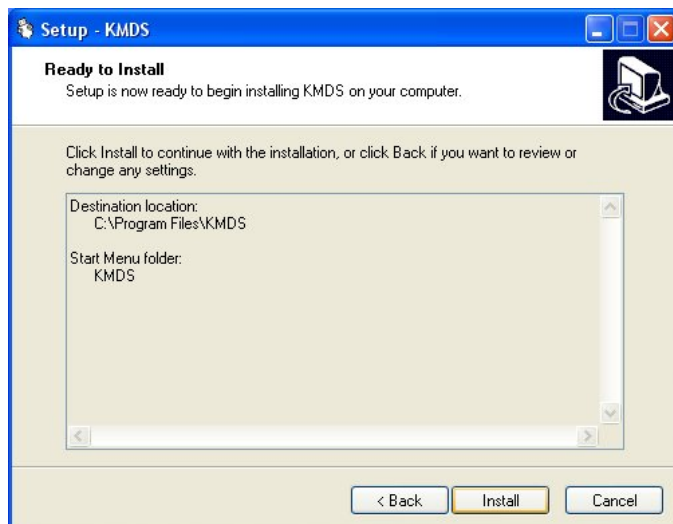 Setup - KMDS
Ready to Install
Setup is now ready to begin installing KMDS on your computer.
Click Install to continue with the installation, or click Back if you want to review or
change any settings.
Destination location:
C:\Program Files\KMDS
Start Menu folder:
KMDS
< Back
Install
Cancel